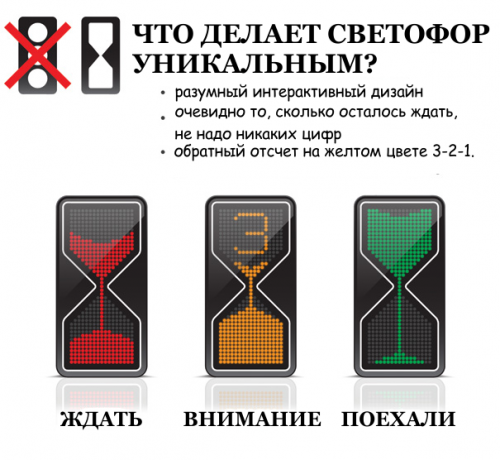 ЧТО ДЕЛАЕТ СВЕТОФОР
УНИКАЛЬНЫМ?
• разумный интерактивный дизайн
• очевидно то, сколько осталось ждать,
не надо никаких цифр
• обратный отсчет на желтом цвете 3-2-1.
3
ЖДАТЬ ВНИМАНИЕ ПОЕХАЛИ